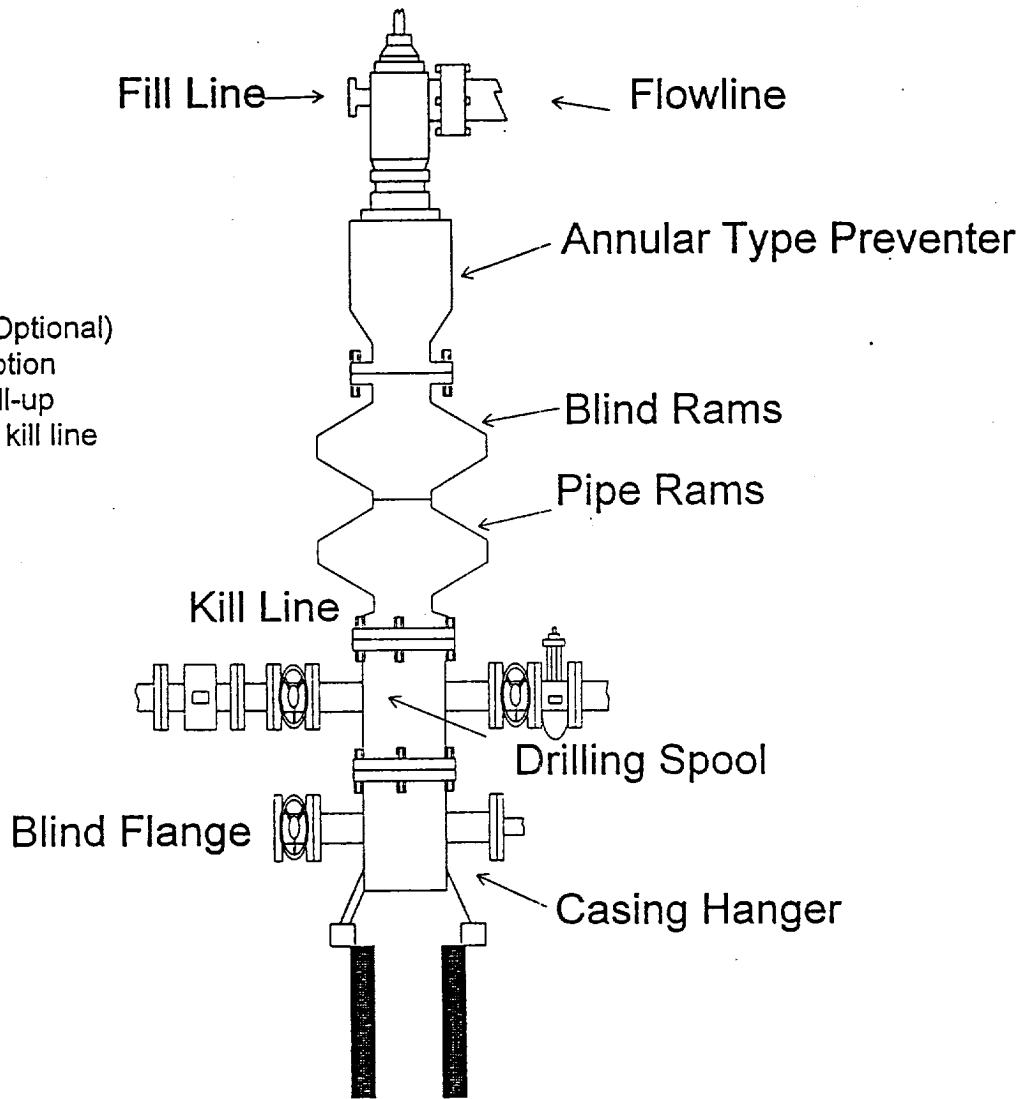 Fill Line
Flowline
Annular Type Preventer
Optional)
ll-up
kill line
Blind Rams
Pipe Rams
Kill Line
Drilling Spool
Blind Flange
Casing Hanger